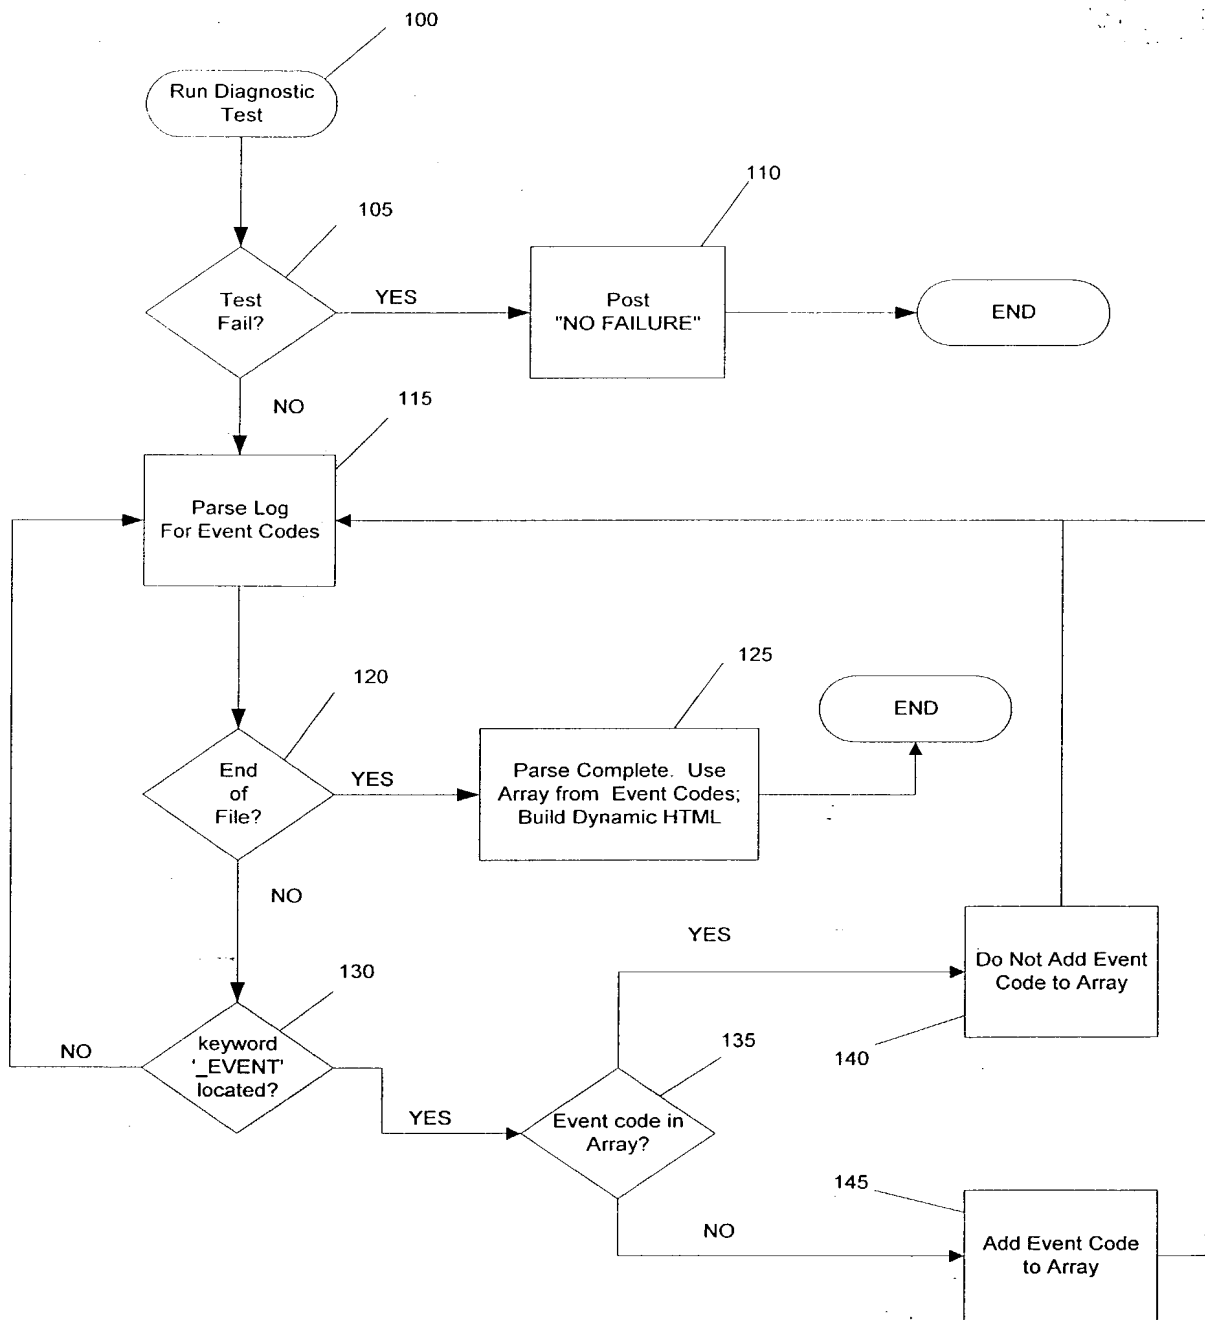 100
Run Diagnostic
Test
105
110
Test
Fail?
YES
Post
"NO FAILURE"
END
NO
115
Parse Log
For Event Codes
120
125
END
End
of
File?
YES
Parse Complete. Use
Array from Event Codes;
Build Dynamic HTML
NO
YES
Do Not Add Event
Code to Array
130
keyword
'_EVENT'
located?
NO
YES
135
140
Event code in
Array?
145
NO
Add Event Code
to Array